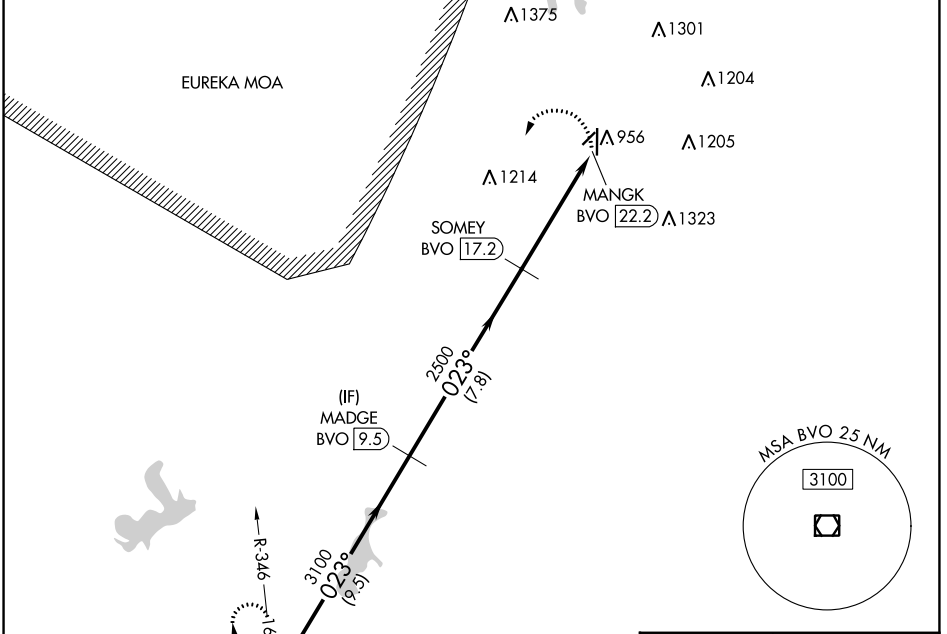 1375
1301
EUREKA MOA
1204
956
1205
1214
MANGK
BVO 22.2
1323
SOMEY
BVO 17.2
2500
023°
(7.8)
(IF)
MADGE
BVO 9.5
MSA BVO 25 NM
3100
R-346
3100
023°
(9.5)